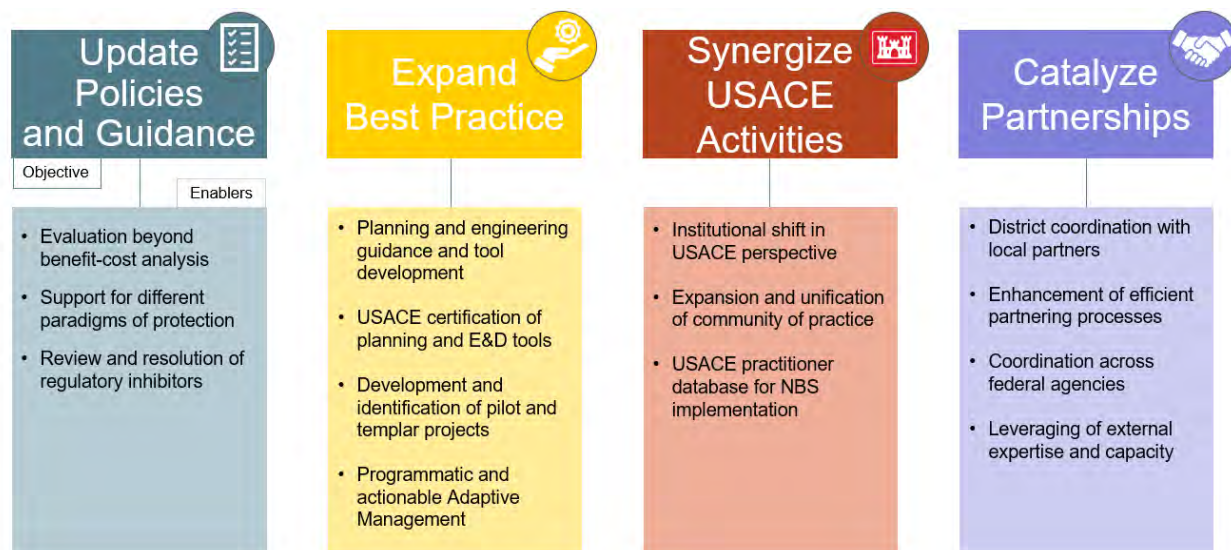 Update
Policies
and Guidance
Objective
Enablers
• Evaluation beyond
benefit-cost analysis
• Support for different
paradigms of protection
• Review and resolution of
regulatory inhibitors
Expand
Best Practice
• Planning and engineering
guidance and tool
development
• USACE certification of
planning and E&D tools
• Development and
identification of pilot and
templar projects
• Programmatic and
actionable Adaptive
Management
Synergize
USACE
Activities
• Institutional shift in
USACE perspective
• Expansion and unification
of community of practice
• USACE practitioner
database for NBS
implementation
Catalyze
Partnerships
• District coordination with
local partners
• Enhancement of efficient
partnering processes
• Coordination across
federal agencies
• Leveraging of external
expertise and capacity